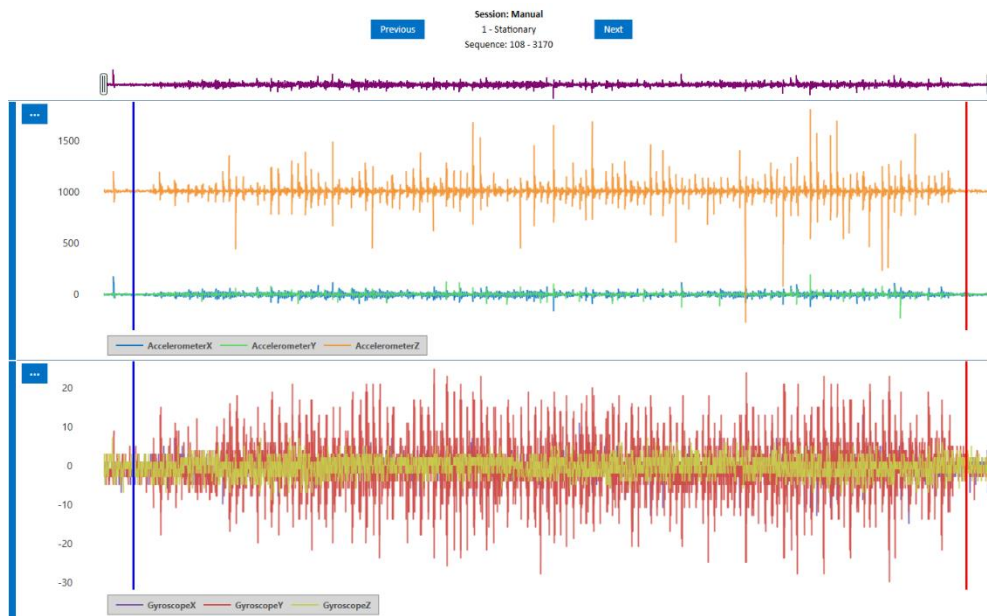 Session: Manual
Previous
1 - Stationary
Next
Sequence: 108 - 3170
...
1500
1000
500
0
AccelerometerX AccelerometerY AccelerometerZ
...
20
10
0
-10
-20
-30
GyroscopeX GyroscopeY GyroscopeZ